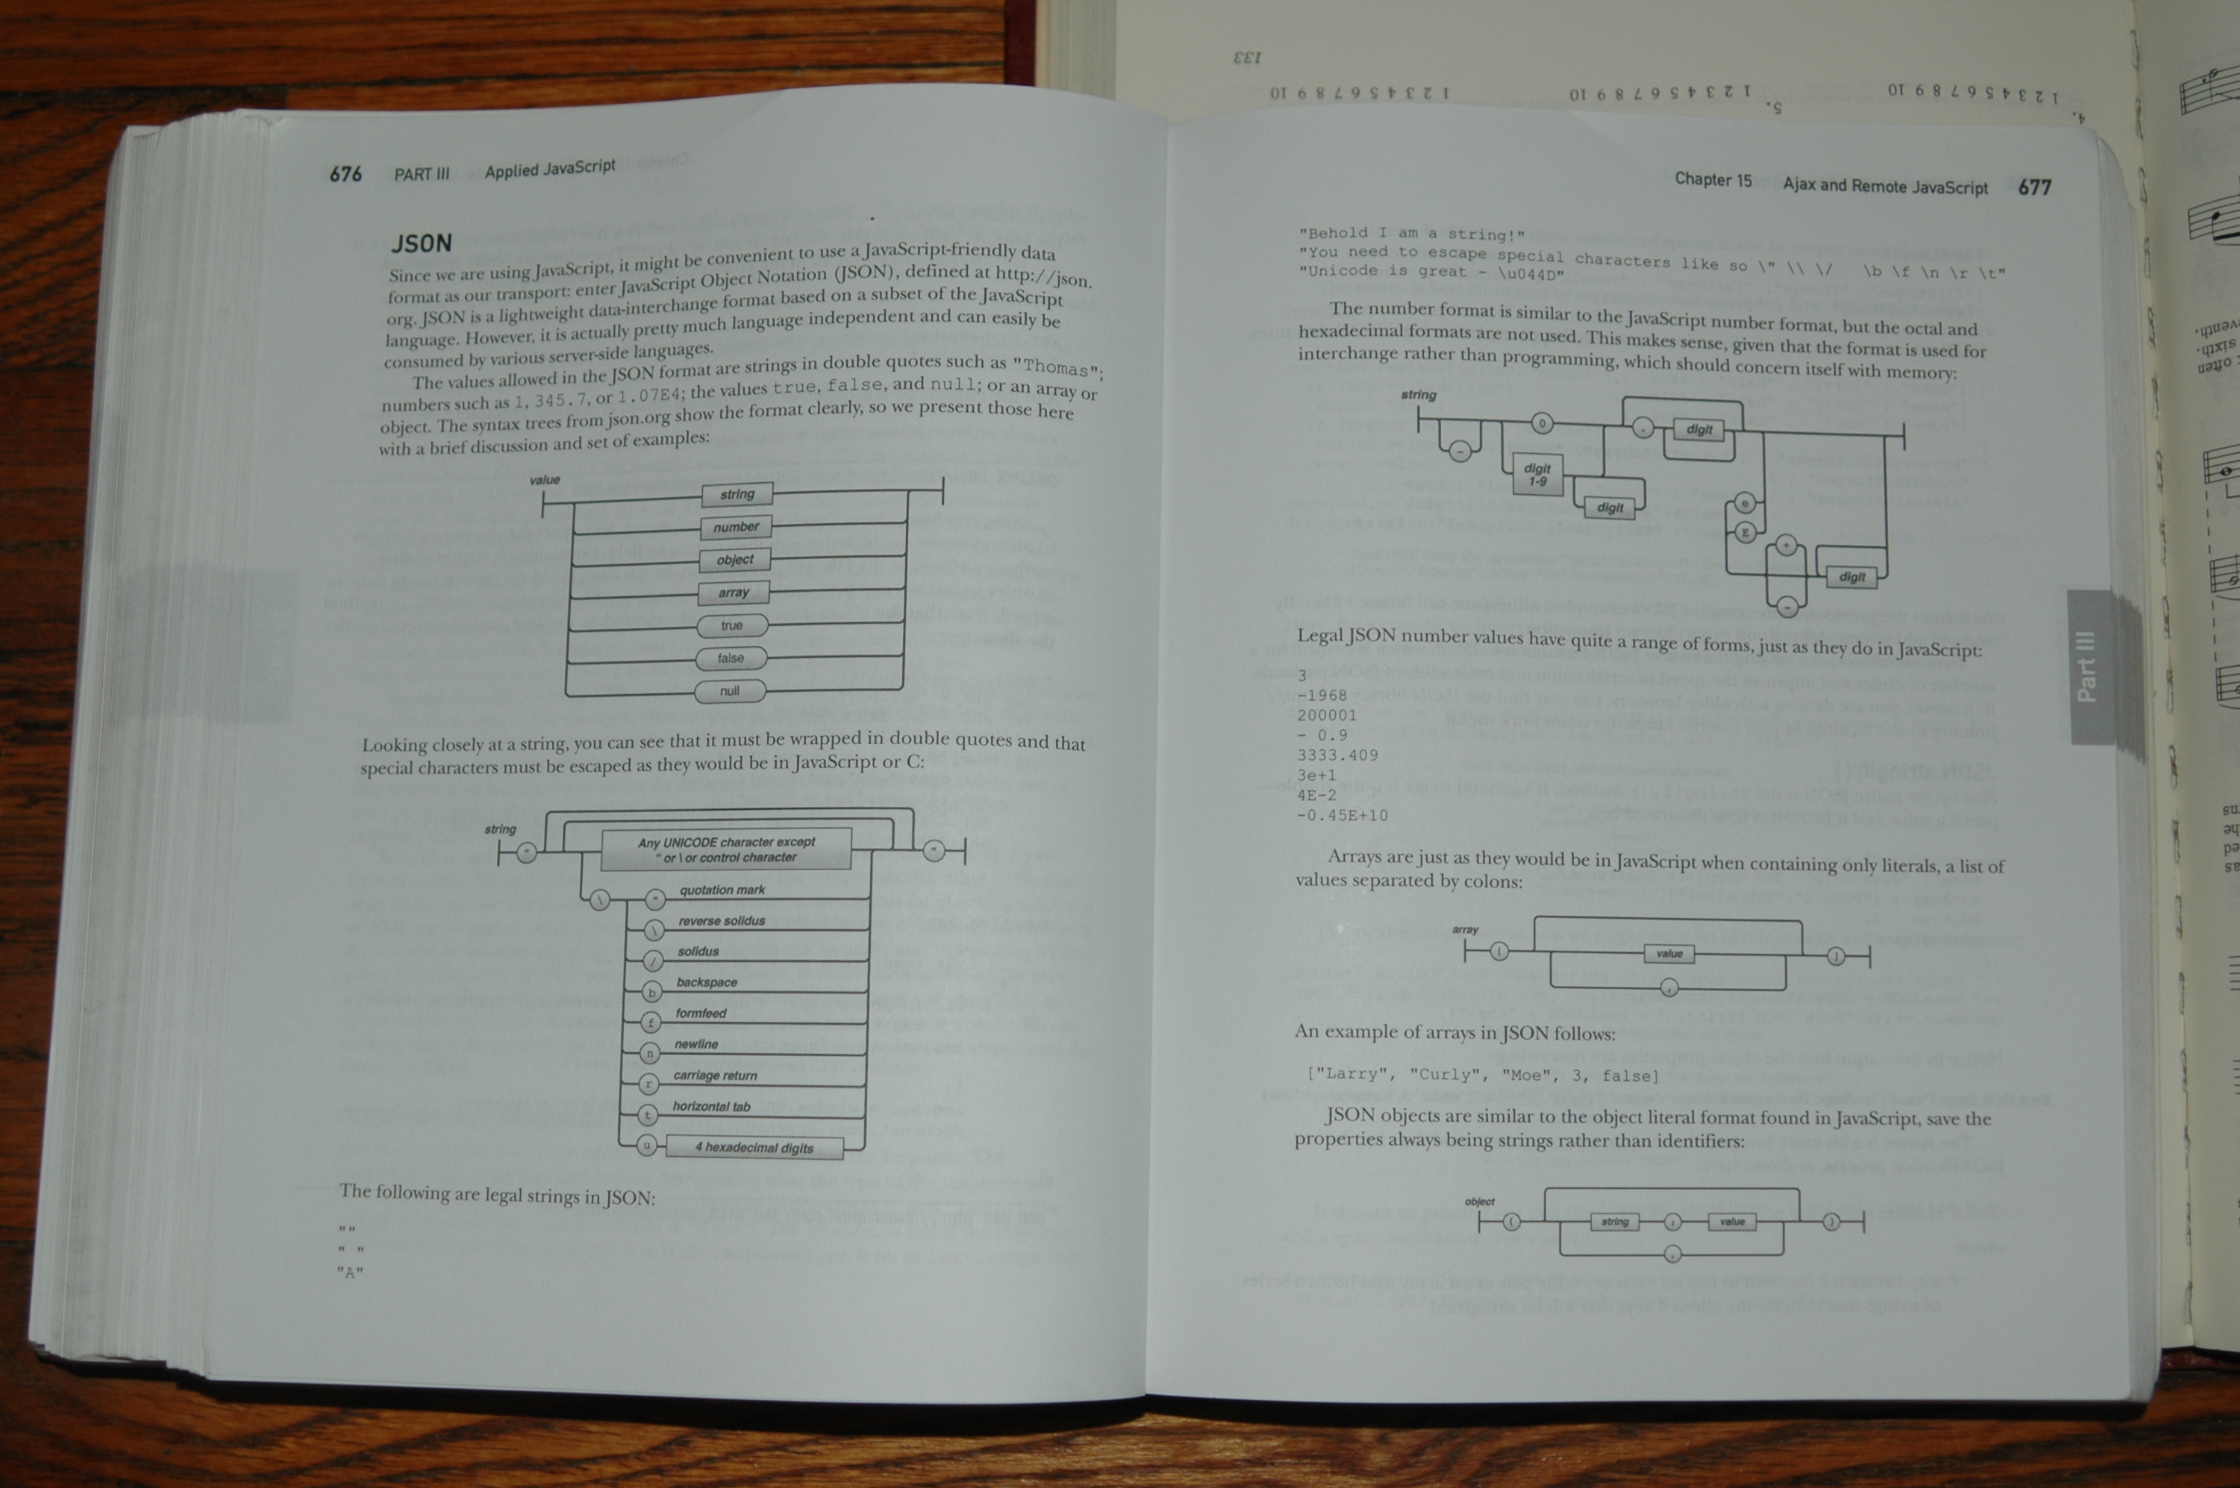 676 PART III Applied JavaScript
JSON
Since we are using JavaScript, it might be convenient to use a JavaScript-friendly data
format as our transport: enter JavaScript Object Notation (JSON), defined at http://json.
org. JSON is a lightweight data-interchange format based on a subset of the JavaScript
language. However, it is actually pretty much language independent and can easily be
consumed by various server-side languages.
The values allowed in the JSON format are strings in double quotes such as "Thomas";
numbers such as 1, 345.7, or 1.07E4; the values true, false, and null; or an array or
object. The syntax trees from json.org show the format clearly, so we present those here
with a brief discussion and set of examples:
value
string
number
object
array
true
false
null
Looking closely at a string, you can see that it must be wrapped in double quotes and that
special characters must be escaped as they would be in JavaScript or C:
string
"
Any UNICODE character except
" or \ or control character
"
\
" quotation mark
\ reverse solidus
/ solidus
b backspace
f formfeed
n newline
r carriage return
t horizontal tab
u 4 hexadecimal digits
The following are legal strings in JSON:
""
" "
"A"
Chapter 15 Ajax and Remote JavaScript 677
"Behold I am a string!"
"You need to escape special characters like so \" \\ \/ \b \f \n \r \t"
"Unicode is great - \u044D"
The number format is similar to the JavaScript number format, but the octal and
hexadecimal formats are not used. This makes sense, given that the format is used for
interchange rather than programming, which should concern itself with memory:
string
-
0
digit
1-9
digit
.
digit
e
E
+
-
digit
Legal JSON number values have quite a range of forms, just as they do in JavaScript:
3
-1968
200001
- 0.9
3333.409
3e+1
4E-2
-0.45E+10
Arrays are just as they would be in JavaScript when containing only literals, a list of
values separated by colons:
array
[
value
,
]
An example of arrays in JSON follows:
["Larry", "Curly", "Moe", 3, false]
JSON objects are similar to the object literal format found in JavaScript, save the
properties always being strings rather than identifiers:
object
{
string
:
value
,
}
Part III
133
4.
1 2 3 4 5 6 7 8 9 10
5.
1 2 3 4 5 6 7 8 9 10
1 2 3 4 5 6 7 8 9 10
often
sixth.
venth.
as
ed
he
ns